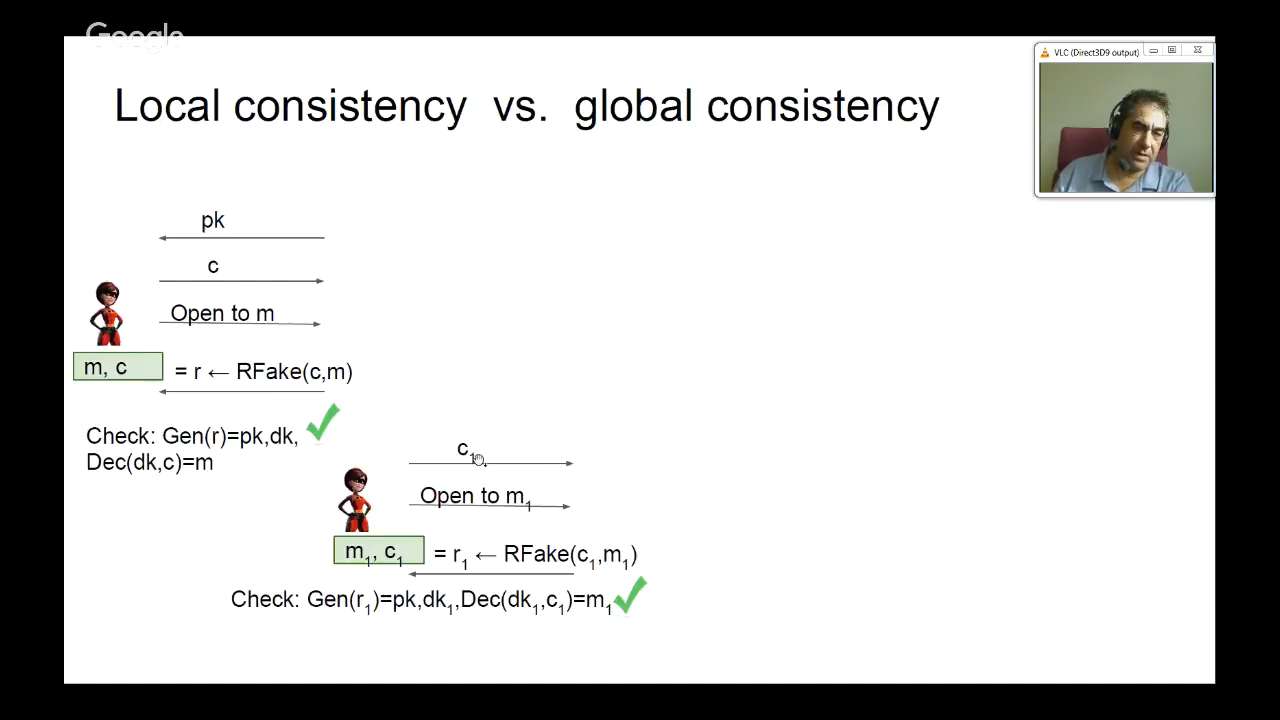 Google
VLC (Direct3D9 output)
Local consistency vs. global consistency
pk
c
Open to m
m, c = r ← RFake(c,m)
Check: Gen(r)=pk,dk,
Dec(dk,c)=m
c₁
Open to m₁
m₁, c₁ = r₁ ← RFake(c₁,m₁)
Check: Gen(r₁)=pk,dk₁,Dec(dk₁,c₁)=m₁